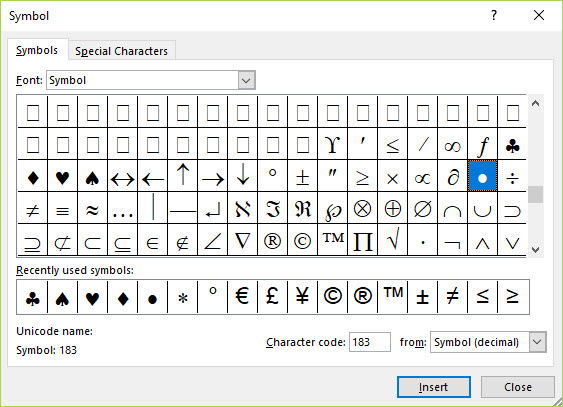 Symbol
Symbols Special Characters
Font: Symbol
ϒ ′ ≤ ⁄ ∞ ƒ ♣
♦ ♥ ♠ ↔ ← ↑ → ↓ ° ± ″ ≥ × ∝ ∂ • ÷
≠ ≡ ≈ … | — ↵ ℵ ℑ ℜ ℘ ⊗ ⊕ ∅ ∩ ∪ ⊃
⊇ ⊄ ⊂ ⊆ ∈ ∉ ∠ ∇ ® © ™ ∏ √ ⋅ ¬ ∧ ∨
Recently used symbols:
♣ ♠ ♥ ♦ • * ° € £ ¥ © ® ™ ± ≠ ≤ ≥
Unicode name:
Symbol: 183
Character code: 183 from: Symbol (decimal)
Insert Close